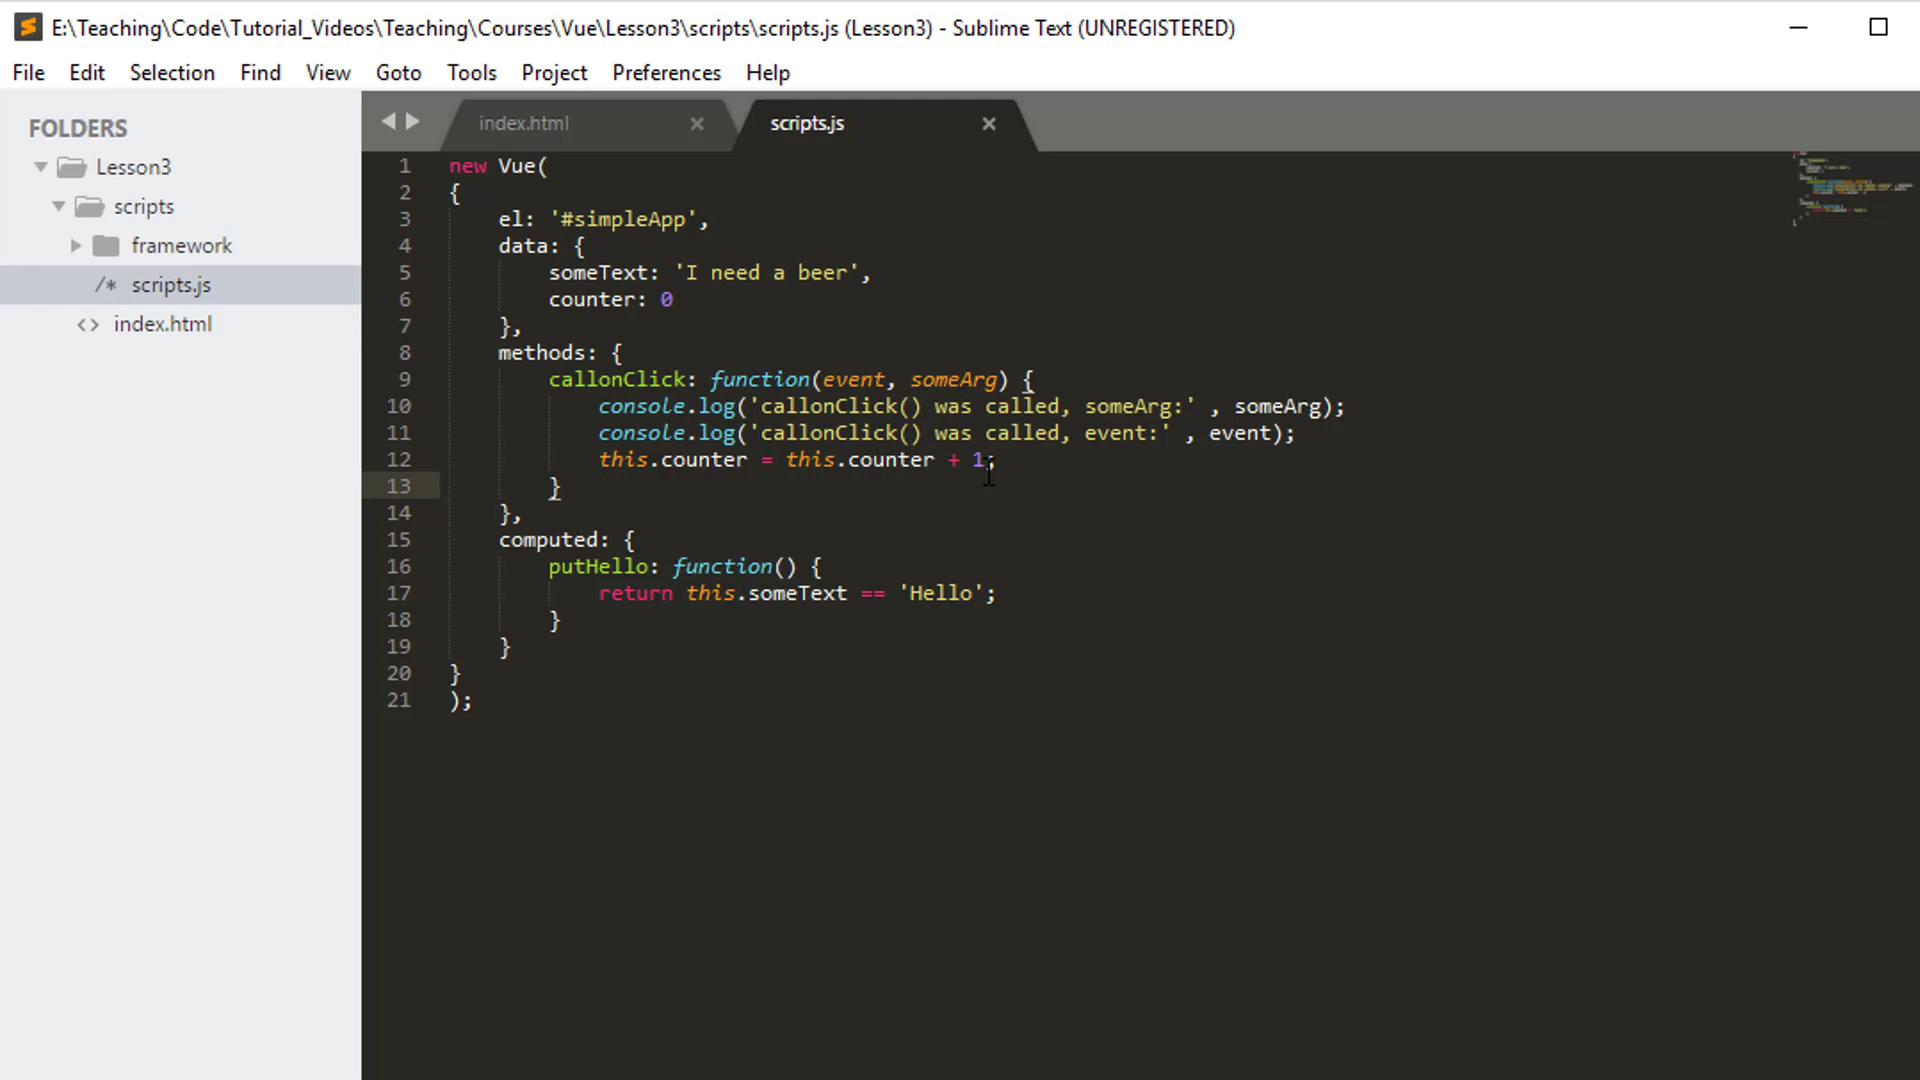 E:\Teaching\Code\Tutorial_Videos\Teaching\Courses\Vue\Lesson3\scripts\scripts.js (Lesson3) - Sublime Text (UNREGISTERED)
File Edit Selection Find View Goto Tools Project Preferences Help
FOLDERS
Lesson3
scripts
framework
/* scripts.js
<> index.html
index.html × scripts.js ×
1 new Vue(
2 {
3 el: '#simpleApp',
4 data: {
5 someText: 'I need a beer',
6 counter: 0
7 },
8 methods: {
9 callonClick: function(event, someArg) {
10 console.log('callonClick() was called, someArg:' , someArg);
11 console.log('callonClick() was called, event:' , event);
12 this.counter = this.counter + 1;
13 }
14 },
15 computed: {
16 putHello: function() {
17 return this.someText == 'Hello';
18 }
19 }
20 }
21 );